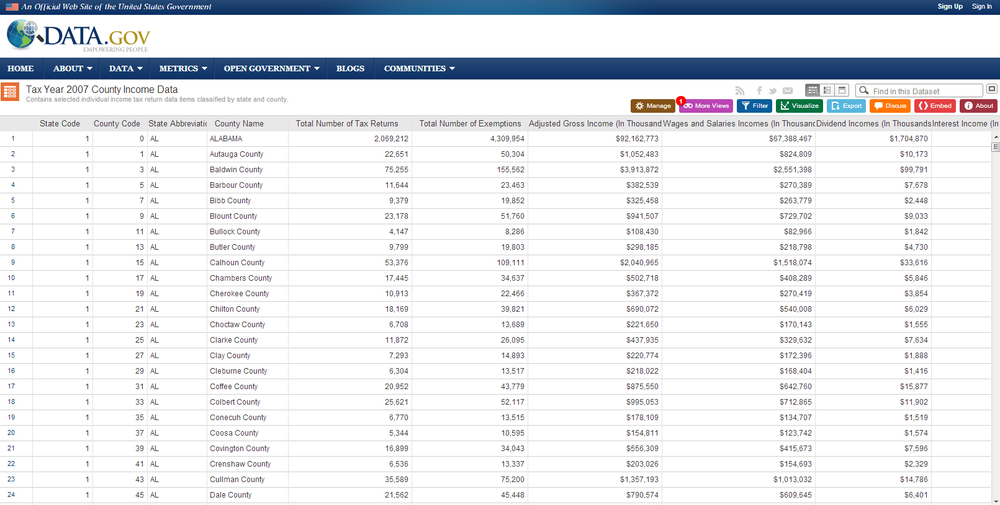 An Official Web Site of the United States Government Sign Up Sign In
DATA.GOV
EMPOWERING PEOPLE
HOME ABOUT DATA METRICS OPEN GOVERNMENT BLOGS COMMUNITIES
Tax Year 2007 County Income Data
Contains selected individual income tax return data items classified by state and county.
Find in this Dataset
Manage 1 More Views Filter Visualize Export Discuss Embed About
State Code County Code State Abbreviatic County Name Total Number of Tax Returns Total Number of Exemptions Adjusted Gross Income (In Thousand Wages and Salaries Incomes (In Thousanc Dividend Incomes (In Thousands Interest Income (In
1 1 0 AL ALABAMA 2,069,212 4,309,954 $92,162,773 $67,388,467 $1,704,870
2 1 1 AL Autauga County 22,651 50,304 $1,052,483 $824,809 $10,173
3 1 3 AL Baldwin County 75,255 155,562 $3,913,872 $2,551,398 $99,791
4 1 5 AL Barbour County 11,644 23,463 $382,539 $270,389 $7,678
5 1 7 AL Bibb County 9,379 19,852 $325,458 $263,779 $2,448
6 1 9 AL Blount County 23,178 51,760 $941,507 $729,702 $9,033
7 1 11 AL Bullock County 4,147 8,286 $108,430 $82,966 $1,842
8 1 13 AL Butler County 9,799 19,803 $298,185 $218,798 $4,730
9 1 15 AL Calhoun County 53,376 109,111 $2,040,965 $1,518,074 $33,616
10 1 17 AL Chambers County 17,445 34,637 $502,718 $408,289 $5,846
11 1 19 AL Cherokee County 10,913 22,466 $367,372 $270,419 $3,854
12 1 21 AL Chilton County 18,169 39,821 $690,072 $540,008 $6,029
13 1 23 AL Choctaw County 6,708 13,689 $221,650 $170,143 $1,555
14 1 25 AL Clarke County 11,872 26,095 $437,935 $329,632 $7,634
15 1 27 AL Clay County 7,293 14,893 $220,774 $172,396 $1,888
16 1 29 AL Cleburne County 6,304 13,517 $218,022 $168,404 $1,416
17 1 31 AL Coffee County 20,952 43,779 $875,550 $642,760 $15,877
18 1 33 AL Colbert County 25,621 52,117 $995,053 $712,865 $11,902
19 1 35 AL Conecuh County 6,770 13,515 $178,109 $134,707 $1,519
20 1 37 AL Coosa County 5,344 10,595 $154,811 $123,742 $1,574
21 1 39 AL Covington County 16,899 34,043 $556,309 $415,673 $7,596
22 1 41 AL Crenshaw County 6,536 13,337 $203,026 $154,693 $2,329
23 1 43 AL Cullman County 35,589 75,200 $1,357,193 $1,013,032 $14,786
24 1 45 AL Dale County 21,562 45,448 $790,574 $609,645 $6,401